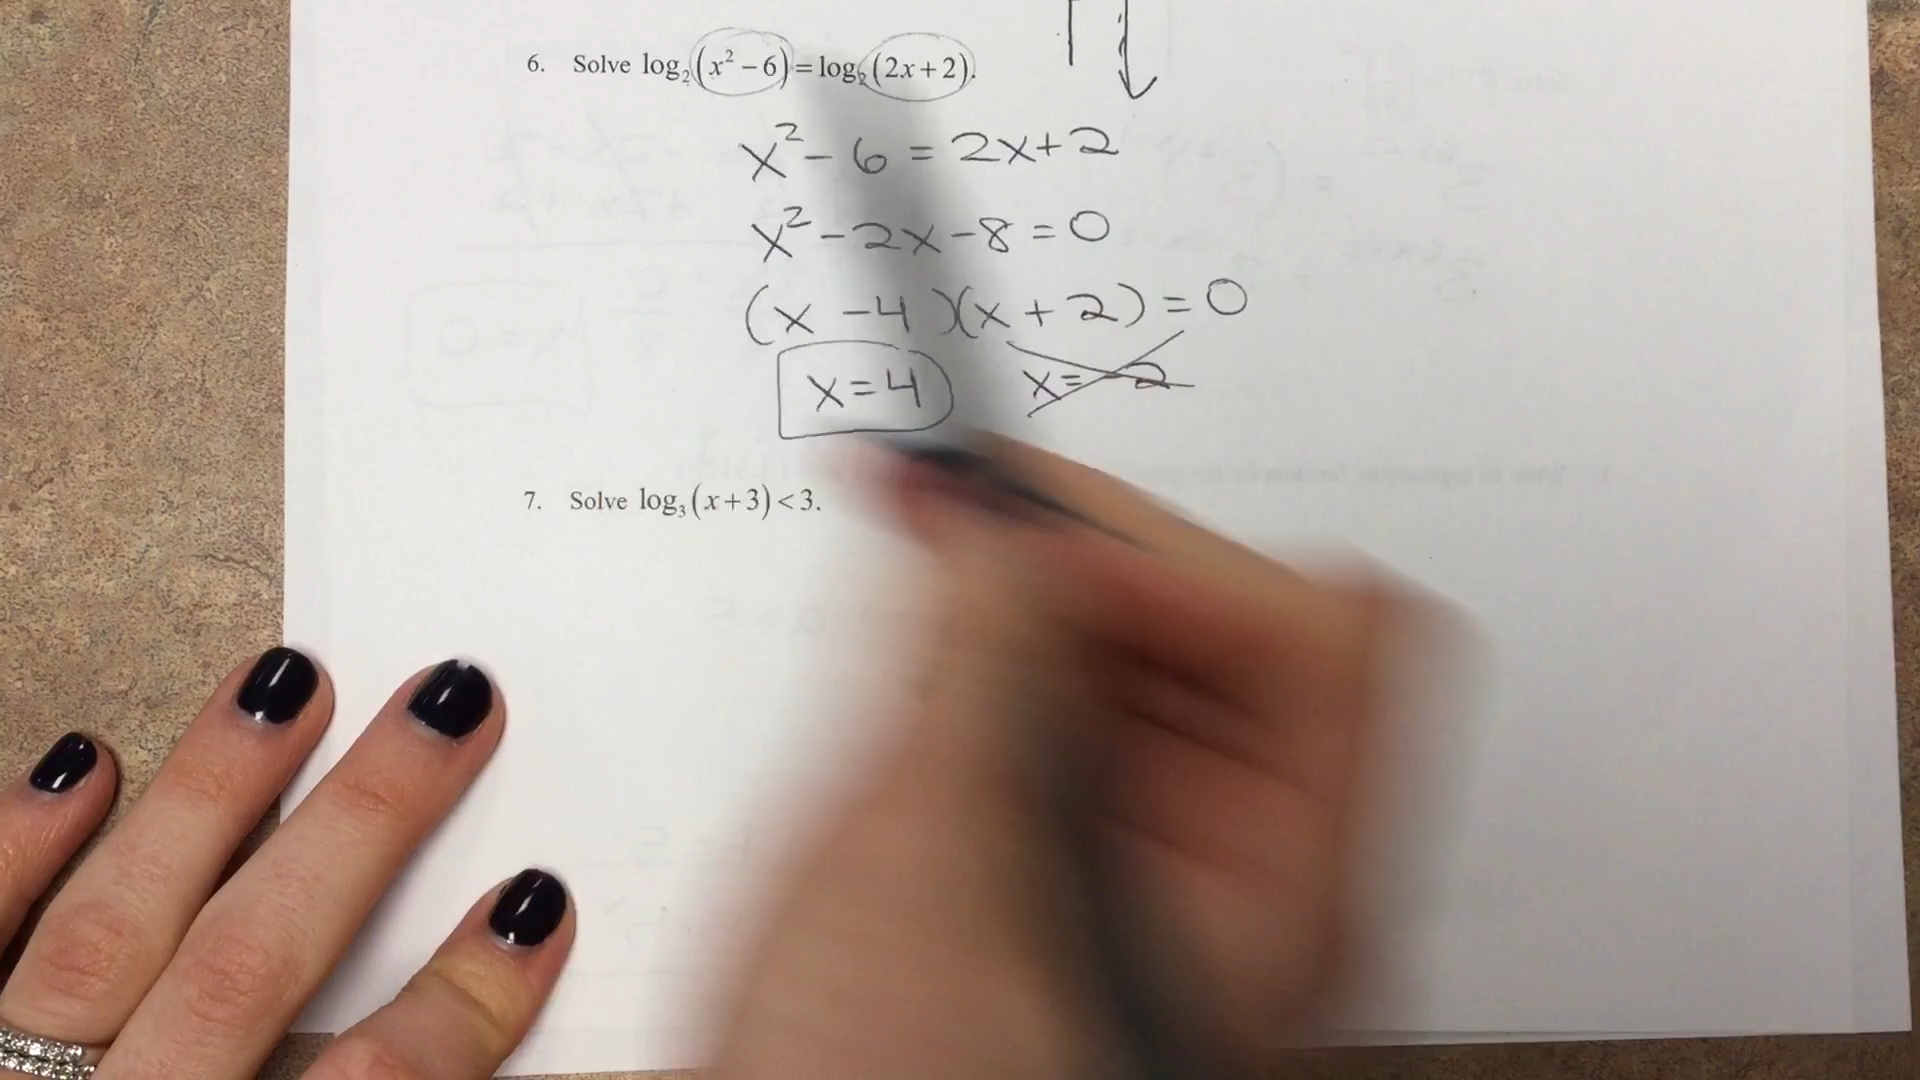 6. Solve log₂(x² − 6) = log₂(2x + 2).
x² − 6 = 2x + 2
x² − 2x − 8 = 0
(x − 4)(x + 2) = 0
x = 4 x = −2
7. Solve log₃(x + 3) < 3.